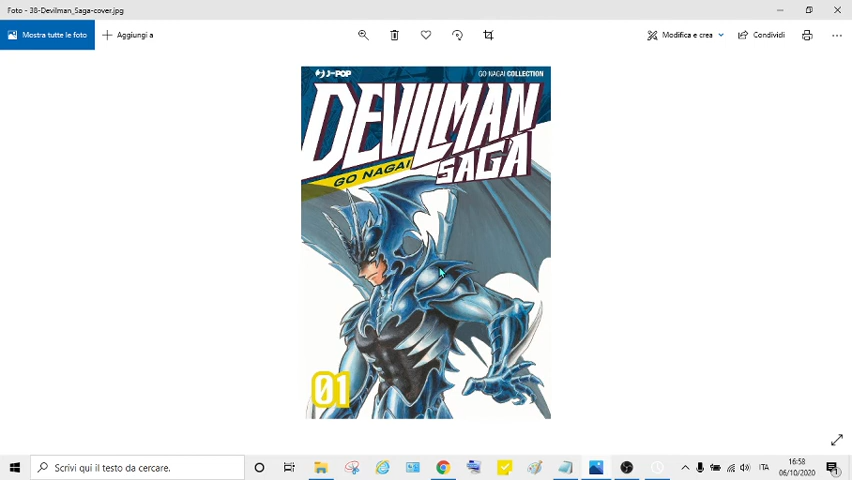 Foto - 38-Devilman_Saga-cover.jpg
Mostra tutte le foto
Aggiungi a
Modifica e crea
Condividi
J-POP
GO NAGAI COLLECTION
DEVILMAN
SAGA
GO NAGAI
01
Scrivi qui il testo da cercare.
ITA
16:58
06/10/2020